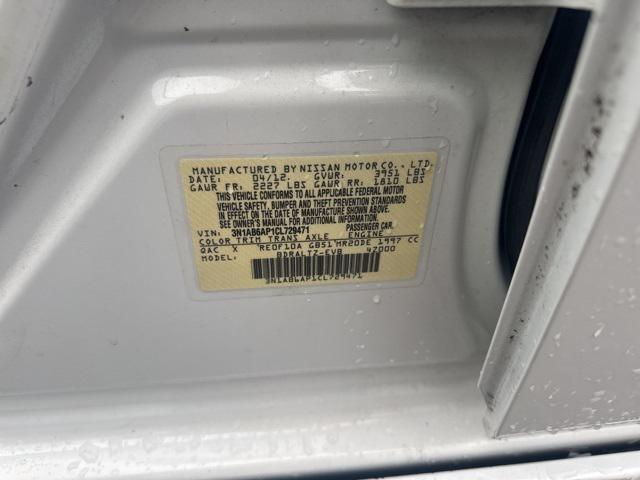 MANUFACTURED BY NISSAN MOTOR CO., LTD.
DATE: 04/12. GVWR: 3951 LBS
GAWR FR: 2227 LBS GAWR RR: 1810 LBS
THIS VEHICLE CONFORMS TO ALL APPLICABLE FEDERAL MOTOR
VEHICLE SAFETY, BUMPER AND THEFT PREVENTION STANDARDS
IN EFFECT ON THE DATE OF MANUFACTURE SHOWN ABOVE.
SEE OWNER'S MANUAL FOR ADDITIONAL INFORMATION.
VIN: 3N1AB6AP1CL729471 PASSENGER CAR.
COLOR TRIM TRANS AXLE ENGINE
QAC X RE0F10A GB51 MR20DE 1997 CC
MODEL: BDRALTZ-EVB 4Z000
3N1AB6AP1CL729471